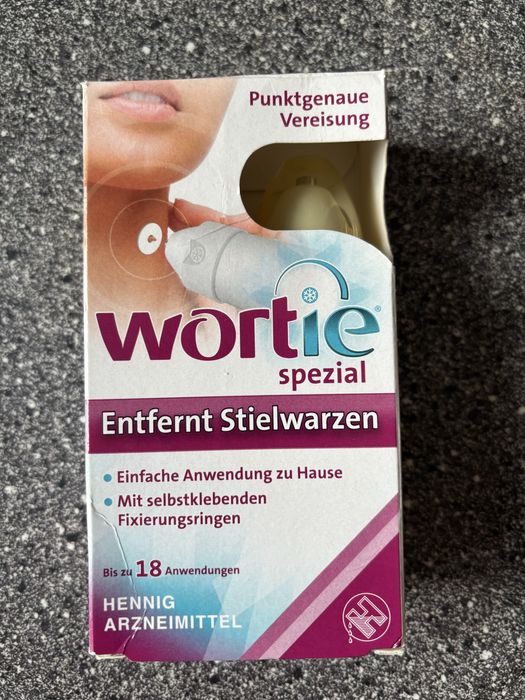 Punktgenaue
Vereisung
wortie®
spezial
Entfernt Stielwarzen
• Einfache Anwendung zu Hause
• Mit selbstklebenden
Fixierungsringen
Bis zu 18 Anwendungen
HENNIG
ARZNEIMITTEL